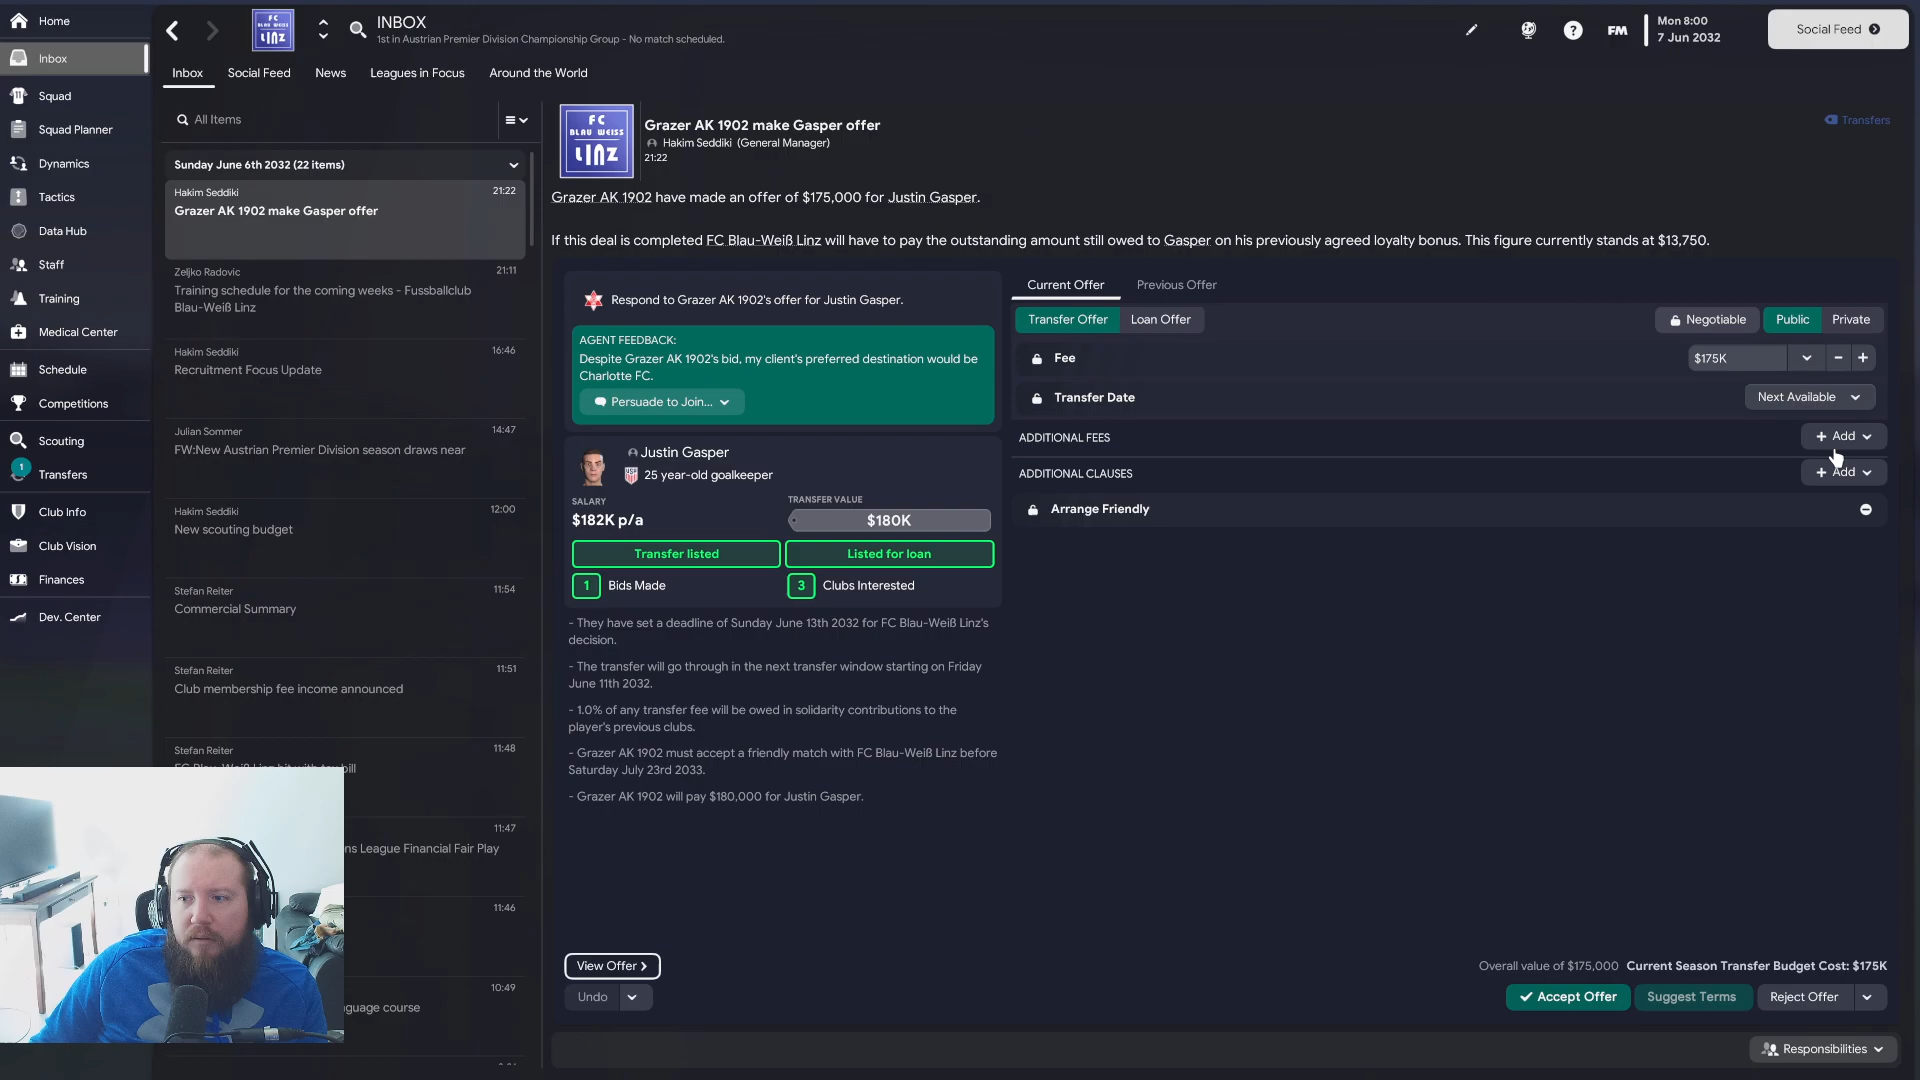 Home
Inbox
Squad
Squad Planner
Dynamics
Tactics
Data Hub
Staff
Training
Medical Center
Schedule
Competitions
Scouting
1
Transfers
Club Info
Club Vision
Finances
Dev. Center
FC
BLAU WEISS
LINZ
INBOX
1st in Austrian Premier Division Championship Group - No match scheduled.
FM
Mon 8:00
7 Jun 2032
Social Feed
Inbox
Social Feed
News
Leagues in Focus
Around the World
All Items
Sunday June 6th 2032 (22 items)
Hakim Seddiki
21:22
Grazer AK 1902 make Gasper offer
Zeljko Radovic
21:11
Training schedule for the coming weeks - Fussballclub
Blau-Weiß Linz
Hakim Seddiki
16:46
Recruitment Focus Update
Julian Sommer
14:47
FW:New Austrian Premier Division season draws near
Hakim Seddiki
12:00
New scouting budget
Stefan Reiter
11:54
Commercial Summary
Stefan Reiter
11:51
Club membership fee income announced
Stefan Reiter
11:48
11:47
ns League Financial Fair Play
11:46
10:49
guage course
FC
BLAU WEISS
LINZ
Grazer AK 1902 make Gasper offer
Hakim Seddiki (General Manager)
21:22
Transfers
Grazer AK 1902 have made an offer of $175,000 for Justin Gasper.
If this deal is completed FC Blau-Weiß Linz will have to pay the outstanding amount still owed to Gasper on his previously agreed loyalty bonus. This figure currently stands at $13,750.
Respond to Grazer AK 1902's offer for Justin Gasper.
AGENT FEEDBACK:
Despite Grazer AK 1902's bid, my client's preferred destination would be
Charlotte FC.
Persuade to Join...
Justin Gasper
25 year-old goalkeeper
SALARY
$182K p/a
TRANSFER VALUE
$180K
Transfer listed
Listed for loan
1 Bids Made
3 Clubs Interested
- They have set a deadline of Sunday June 13th 2032 for FC Blau-Weiß Linz's
decision.
- The transfer will go through in the next transfer window starting on Friday
June 11th 2032.
- 1.0% of any transfer fee will be owed in solidarity contributions to the
player's previous clubs.
- Grazer AK 1902 must accept a friendly match with FC Blau-Weiß Linz before
Saturday July 23rd 2033.
- Grazer AK 1902 will pay $180,000 for Justin Gasper.
View Offer
Undo
Current Offer
Previous Offer
Transfer Offer
Loan Offer
Negotiable
Public
Private
Fee
$175K
Transfer Date
Next Available
ADDITIONAL FEES
Add
ADDITIONAL CLAUSES
Add
Arrange Friendly
Overall value of $175,000 Current Season Transfer Budget Cost: $175K
Accept Offer
Suggest Terms
Reject Offer
Responsibilities